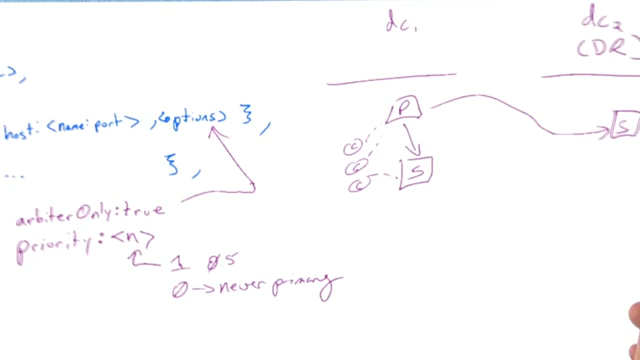 >,
host: <name:port>, <options> } ,
...
} ,
arbiterOnly:true
priority:<n>
1 0 5
0→never primary
dc1
dc2
(DR)
P
S
S
c
c
c